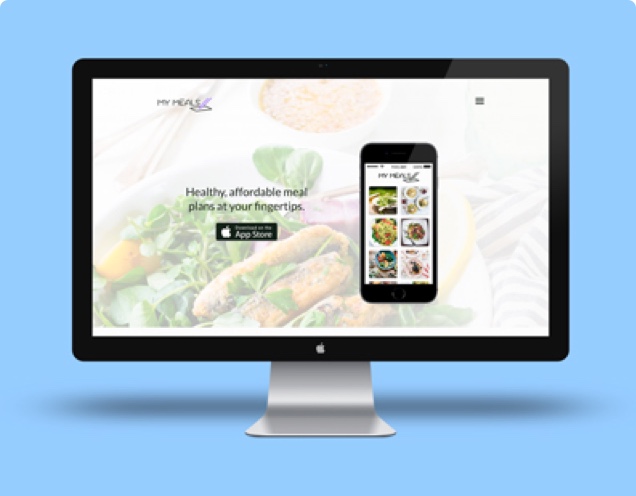 MY MEALS
Healthy, affordable meal
plans at your fingertips.
Download on the
App Store
MY MEALS